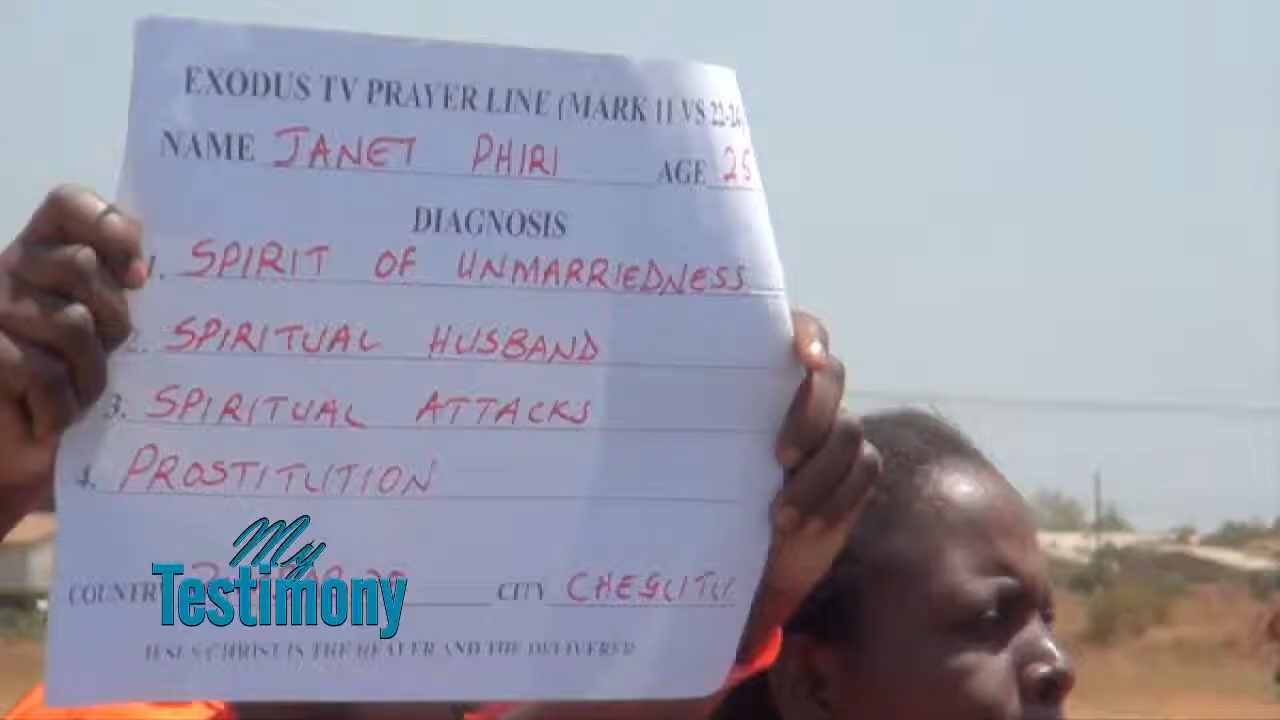 EXODUS TV PRAYER LINE (MARK 11 VS 22-24)
NAME JANET PHIRI AGE 25
DIAGNOSIS
1. SPIRIT OF UNMARRIEDNESS
2. SPIRITUAL HUSBAND
3. SPIRITUAL ATTACKS
4. PROSTITUTION
COUNTRY CITY CHEGUTU
My
Testimony
JESUS CHRIST IS THE HEALER AND THE DELIVERER